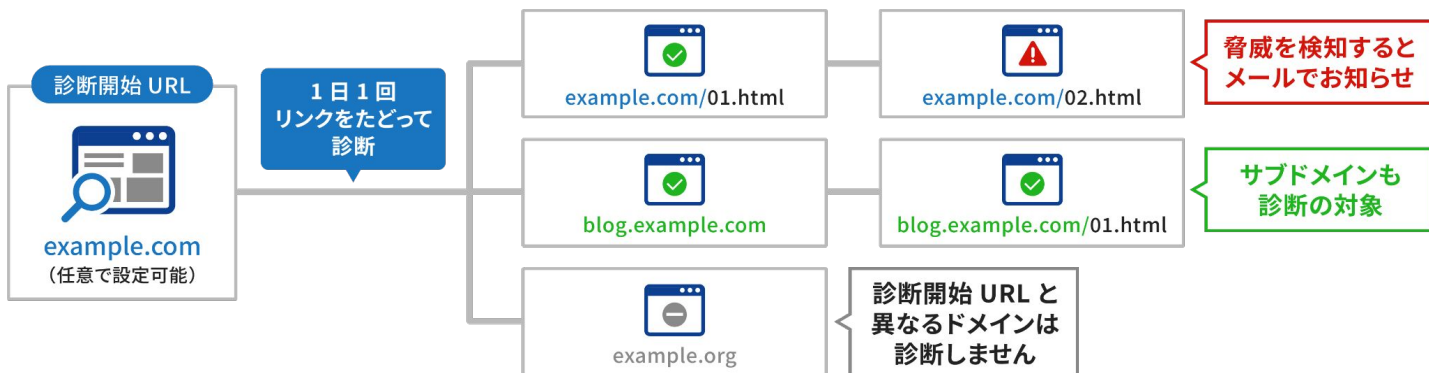 診断開始 URL
example.com
(任意で設定可能)
1日1回
リンクをたどって
診断
example.com/01.html
example.com/02.html
脅威を検知すると
メールでお知らせ
blog.example.com
blog.example.com/01.html
サブドメインも
診断の対象
example.org
診断開始 URL と
異なるドメインは
診断しません